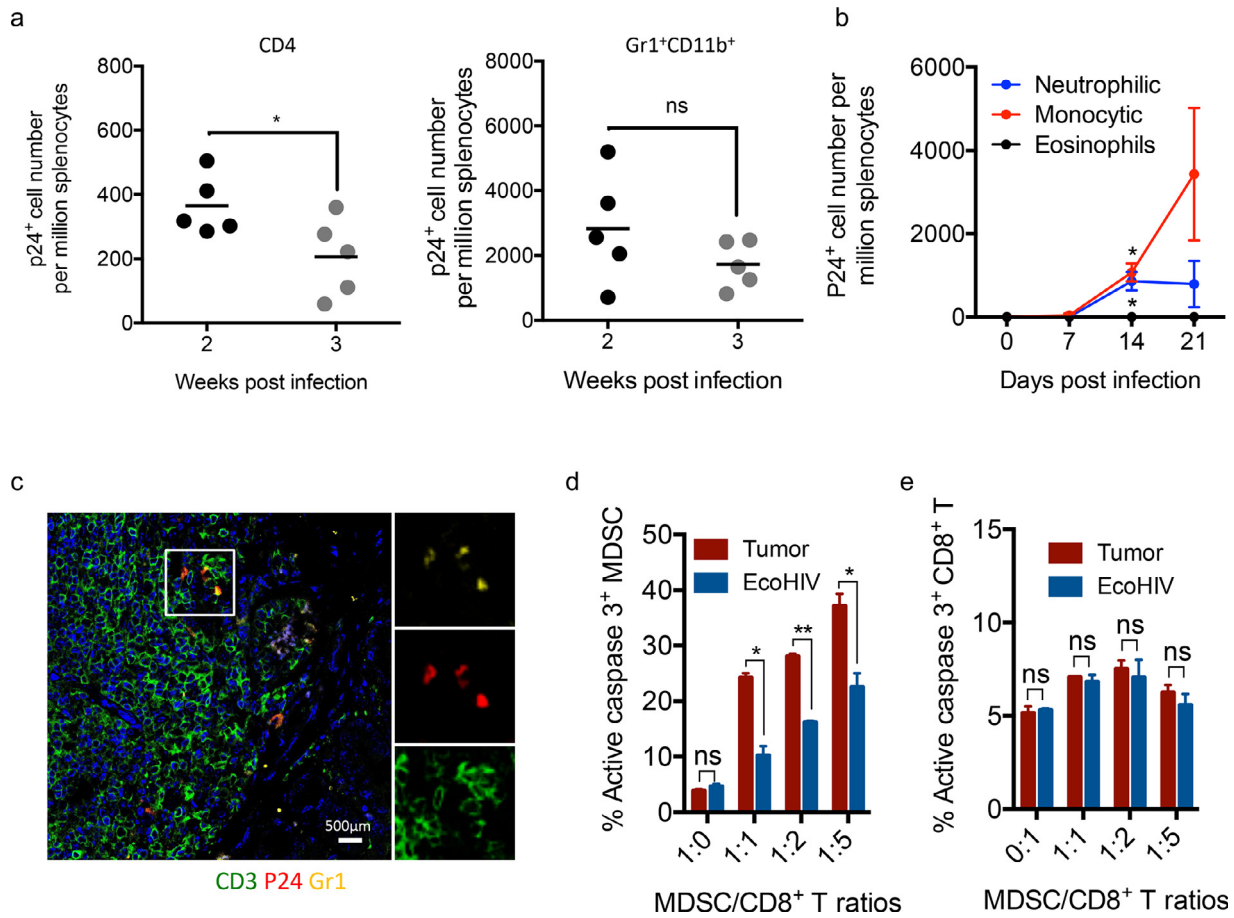 a
CD4
p24⁺ cell number
per million splenocytes
800
600
400
200
0
*
2
3
Weeks post infection
Gr1⁺CD11b⁺
p24⁺ cell number
per million splenocytes
10000
8000
6000
4000
2000
0
ns
2
3
Weeks post infection
b
P24⁺ cell number per
million splenocytes
6000
4000
2000
0
Neutrophilic
Monocytic
Eosinophils
*
*
0
7
14
21
Days post infection
c
500μm
CD3 P24 Gr1
d
% Active caspase 3⁺ MDSC
50
40
30
20
10
0
Tumor
EcoHIV
ns
*
**
*
1:0
1:1
1:2
1:5
MDSC/CD8⁺ T ratios
e
% Active caspase 3⁺ CD8⁺ T
15
10
5
0
Tumor
EcoHIV
ns
ns
ns
ns
0:1
1:1
1:2
1:5
MDSC/CD8⁺ T ratios